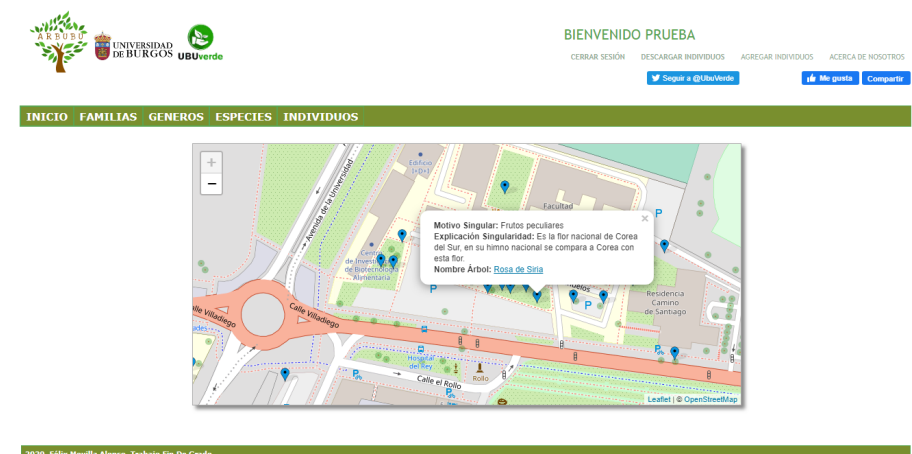 ARBUBU
UNIVERSIDAD
DE BURGOS
UBUverde
BIENVENIDO PRUEBA
CERRAR SESIÓN DESCARGAR INDIVIDUOS AGREGAR INDIVIDUOS ACERCA DE NOSOTROS
Seguir a @UbuVerde
Me gusta Compartir
INICIO FAMILIAS GENEROS ESPECIES INDIVIDUOS
+
−
Edificio
I+D+I
Avenida de la Universidad
Facultad
P
×
Motivo Singular: Frutos peculiares
Explicación Singularidad: Es la flor nacional de Corea
del Sur, en su himno nacional se compara a Corea con
esta flor.
Nombre Árbol: Rosa de Siria
Centro
de Investigación
de Biotecnología
Alimentaria
P
P
Residencia
Camino
de Santiago
Calle Villadiego
Calle Villadiego
Hospital
del Rey
Rollo
Calle el Rollo
P
P
P
Leaflet | © OpenStreetMap